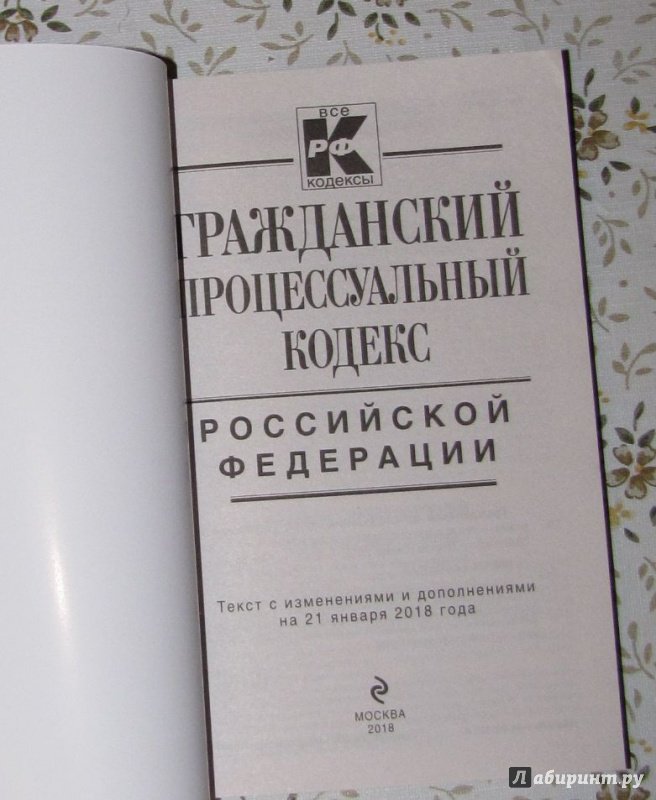 все
К
РФ
кодексы
ГРАЖДАНСКИЙ
ПРОЦЕССУАЛЬНЫЙ
КОДЕКС
РОССИЙСКОЙ
ФЕДЕРАЦИИ
Текст с изменениями и дополнениями
на 21 января 2018 года
МОСКВА
2018
Лабиринт.ру